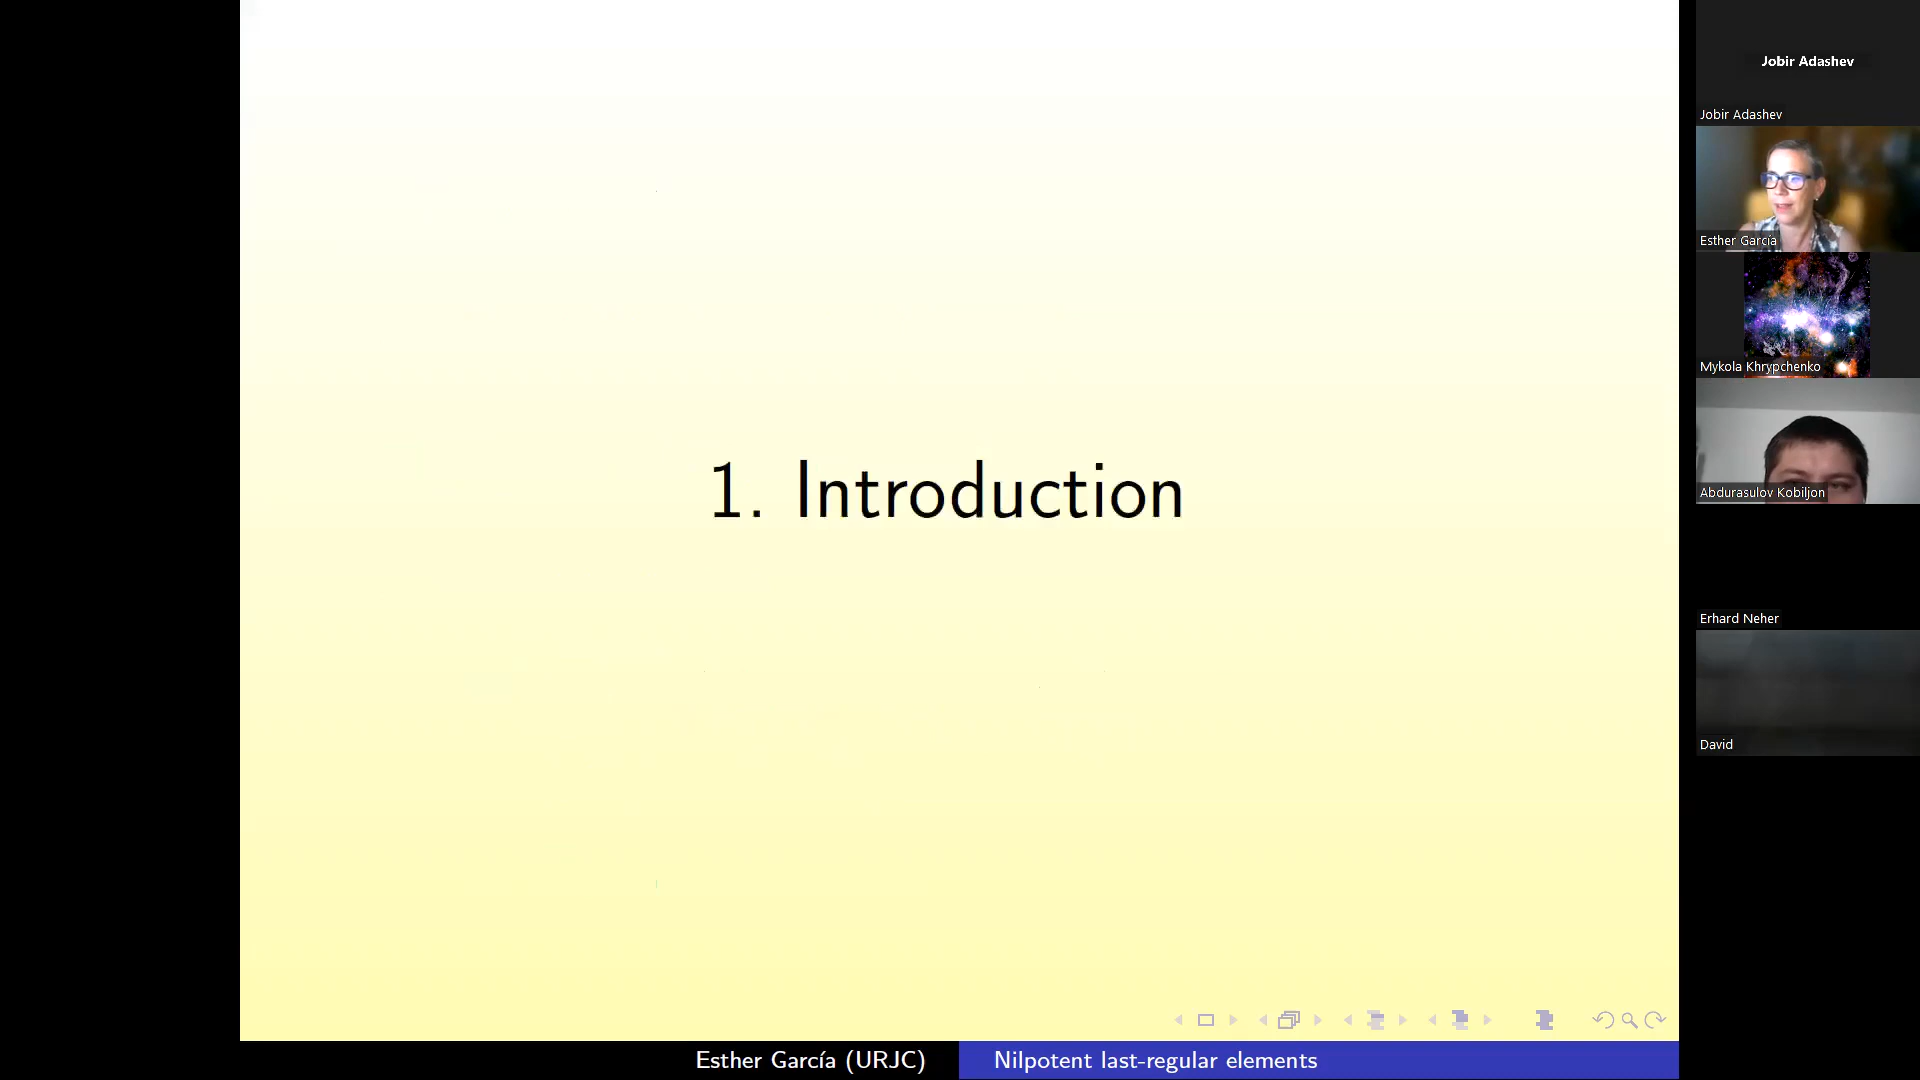 1. Introduction
Esther García (URJC)
Nilpotent last-regular elements
Jobir Adashev
Jobir Adashev
Esther García
Mykola Khrypchenko
Abdurasulov Kobiljon
Erhard Neher
David